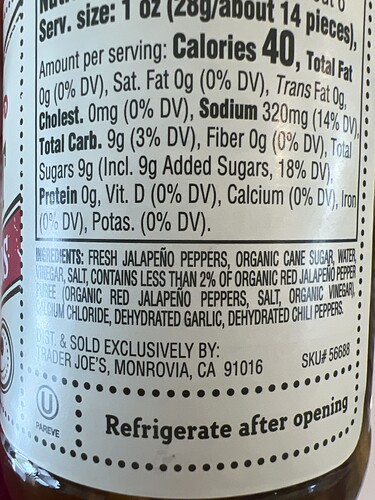 Serv. size: 1 oz (28g/about 14 pieces),
Amount per serving: Calories 40, Total Fat
0g (0% DV), Sat. Fat 0g (0% DV), Trans Fat 0g,
Cholest. 0mg (0% DV), Sodium 320mg (14% DV),
Total Carb. 9g (3% DV), Fiber 0g (0% DV), Total
Sugars 9g (Incl. 9g Added Sugars, 18% DV),
Protein 0g, Vit. D (0% DV), Calcium (0% DV), Iron
(0% DV), Potas. (0% DV).
INGREDIENTS: FRESH JALAPEÑO PEPPERS, ORGANIC CANE SUGAR, WATER,
VINEGAR, SALT, CONTAINS LESS THAN 2% OF ORGANIC RED JALAPEÑO PEPPER
PUREE (ORGANIC RED JALAPEÑO PEPPERS, SALT, ORGANIC VINEGAR),
CALCIUM CHLORIDE, DEHYDRATED GARLIC, DEHYDRATED CHILI PEPPERS.
DIST. & SOLD EXCLUSIVELY BY:
TRADER JOE'S, MONROVIA, CA 91016 SKU# 56688
U
PAREVE
Refrigerate after opening